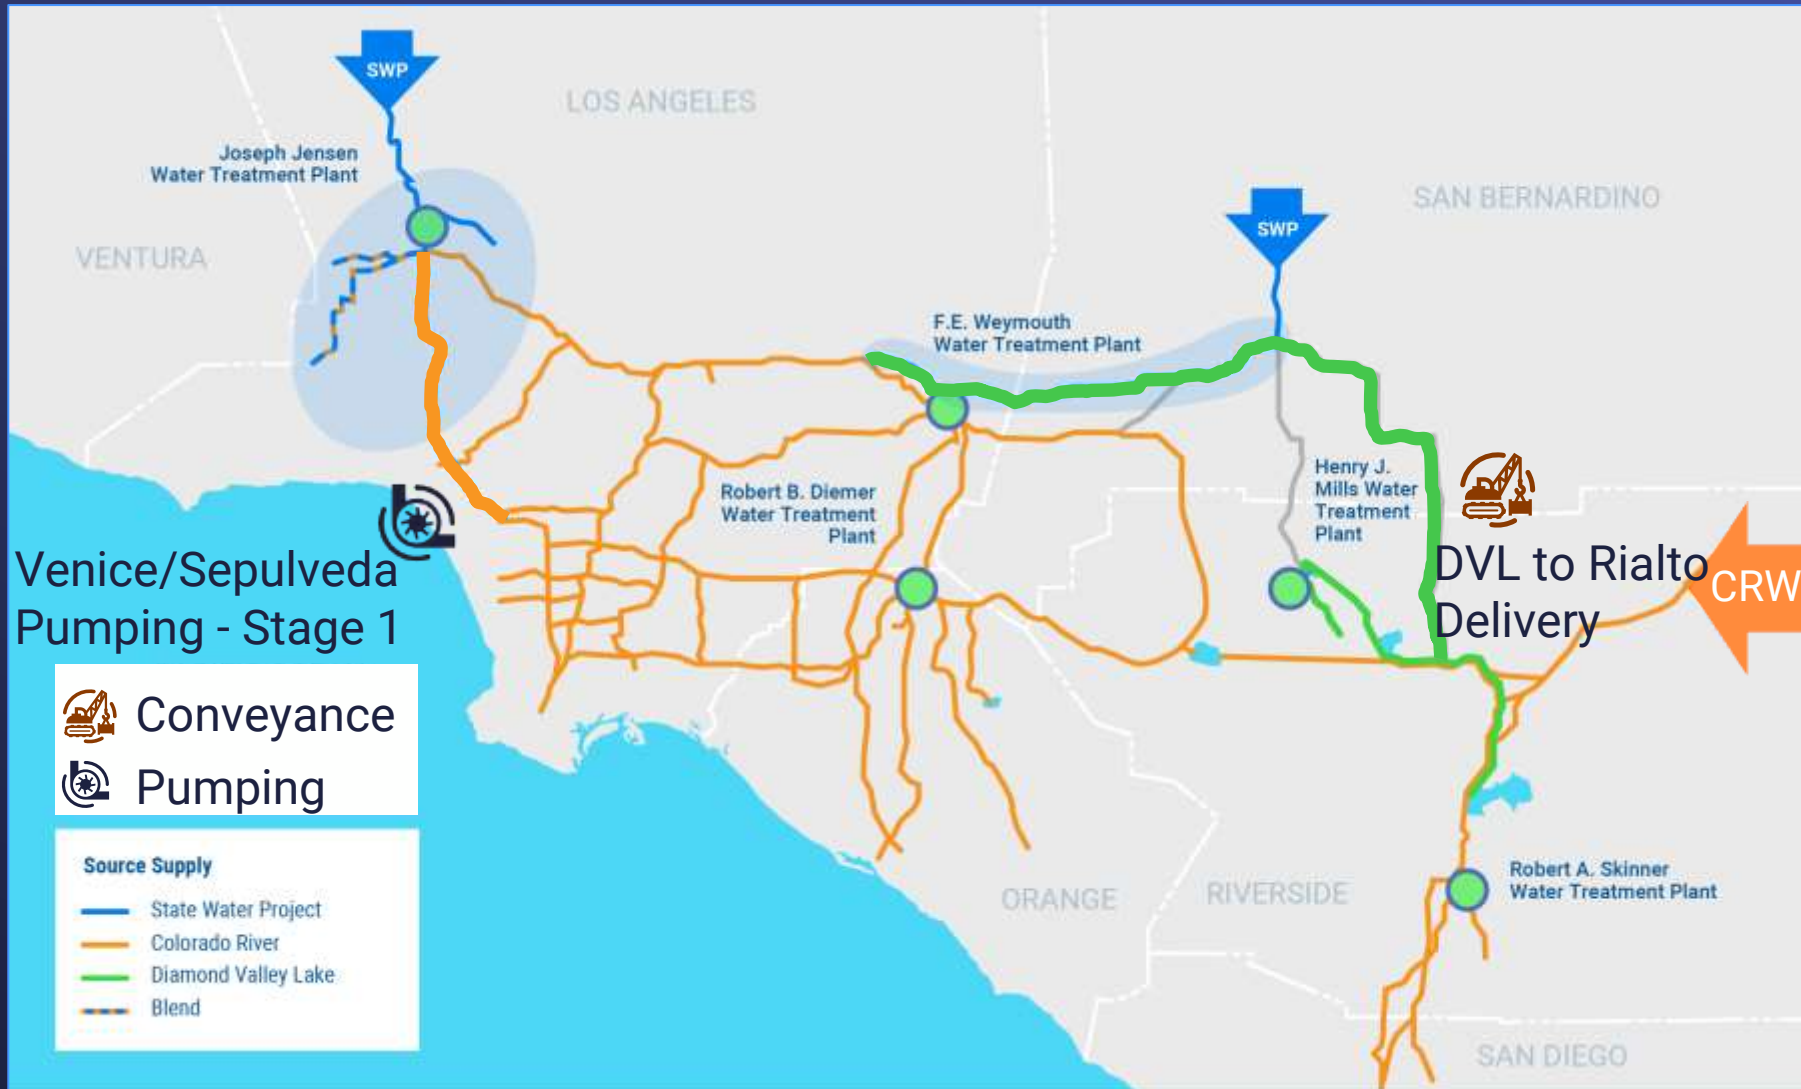 SWP
LOS ANGELES
Joseph Jensen
Water Treatment Plant
SAN BERNARDINO
SWP
VENTURA
F.E. Weymouth
Water Treatment Plant
Henry J.
Mills Water
Treatment
Plant
Robert B. Diemer
Water Treatment
Plant
DVL to Rialto
Delivery
CRW
Venice/Sepulveda
Pumping - Stage 1
Conveyance
Pumping
Source Supply
State Water Project
Colorado River
Diamond Valley Lake
Blend
ORANGE
RIVERSIDE
Robert A. Skinner
Water Treatment Plant
SAN DIEGO